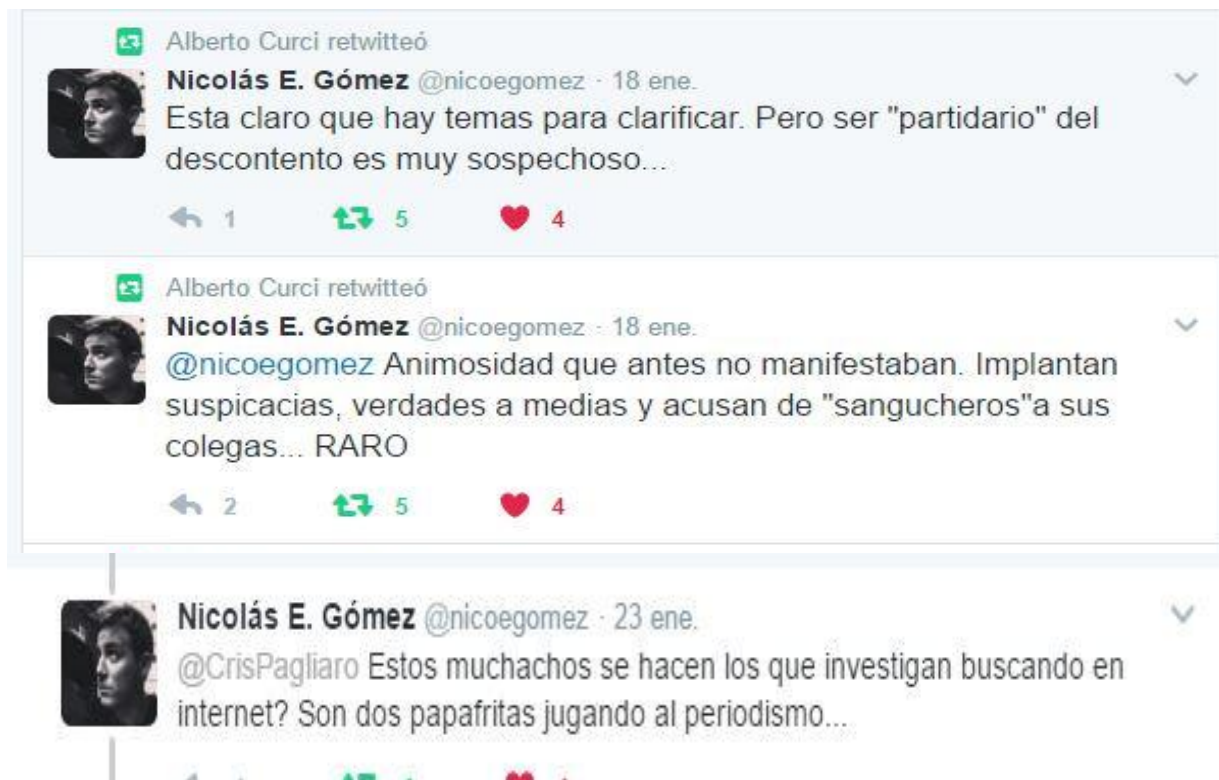 Alberto Curci retwitteó
Nicolás E. Gómez @nicoegomez · 18 ene.
Esta claro que hay temas para clarificar. Pero ser "partidario" del
descontento es muy sospechoso...
1 5 4
Alberto Curci retwitteó
Nicolás E. Gómez @nicoegomez · 18 ene.
@nicoegomez Animosidad que antes no manifestaban. Implantan
suspicacias, verdades a medias y acusan de "sangucheros"a sus
colegas... RARO
2 5 4
Nicolás E. Gómez @nicoegomez · 23 ene.
@CrisPagliaro Estos muchachos se hacen los que investigan buscando en
internet? Son dos papafritas jugando al periodismo...